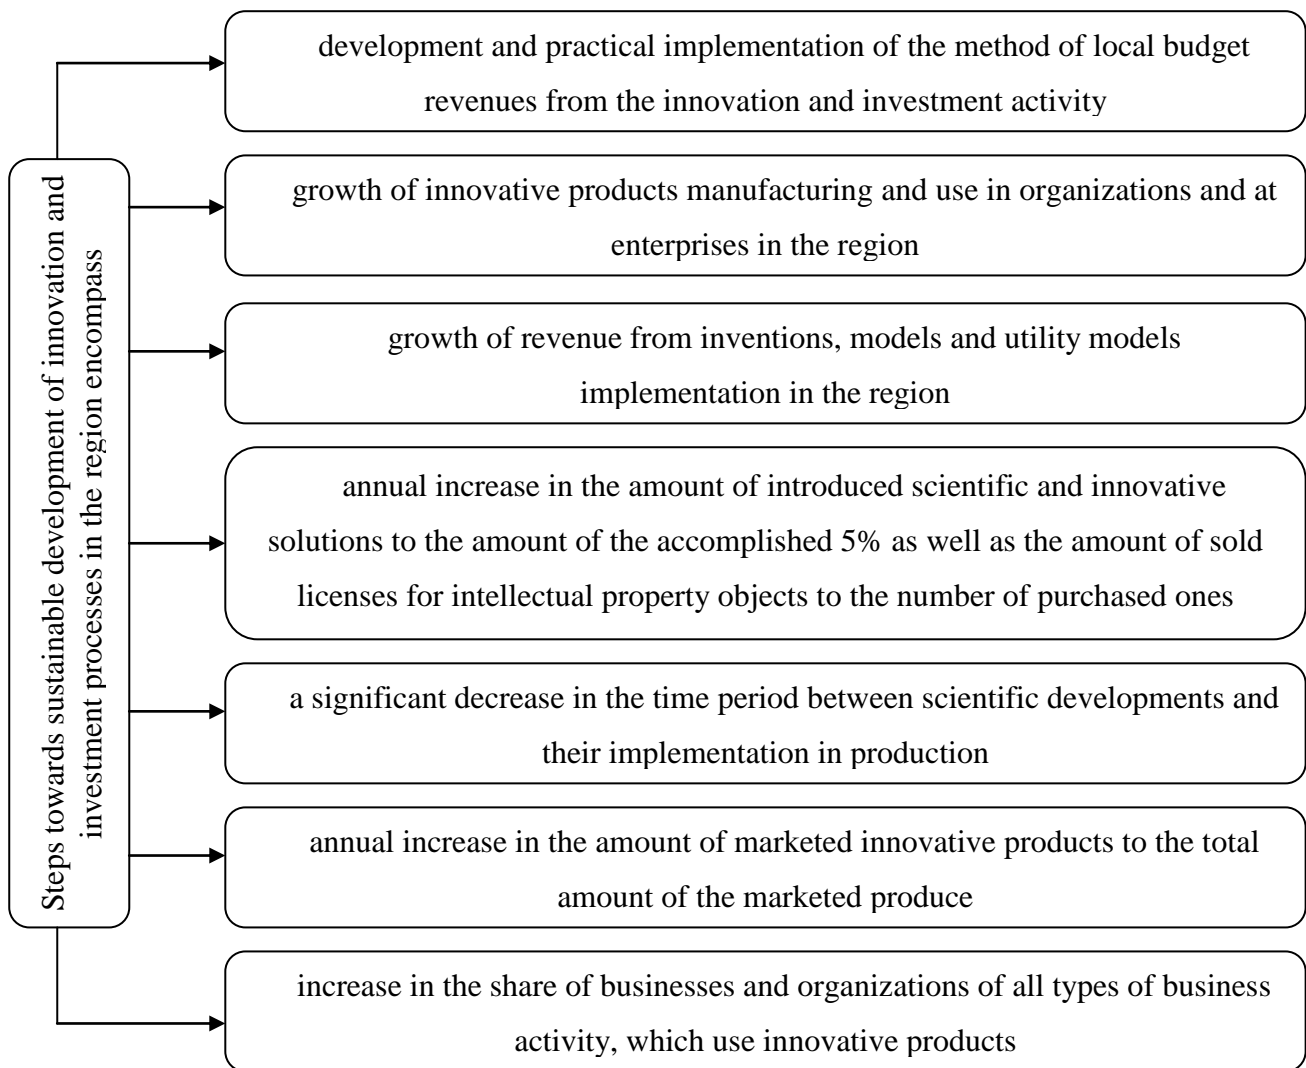 Steps towards sustainable development of innovation and
investment processes in the region encompass
development and practical implementation of the method of local budget
revenues from the innovation and investment activity
growth of innovative products manufacturing and use in organizations and at
enterprises in the region
growth of revenue from inventions, models and utility models
implementation in the region
annual increase in the amount of introduced scientific and innovative
solutions to the amount of the accomplished 5% as well as the amount of sold
licenses for intellectual property objects to the number of purchased ones
a significant decrease in the time period between scientific developments and
their implementation in production
annual increase in the amount of marketed innovative products to the total
amount of the marketed produce
increase in the share of businesses and organizations of all types of business
activity, which use innovative products